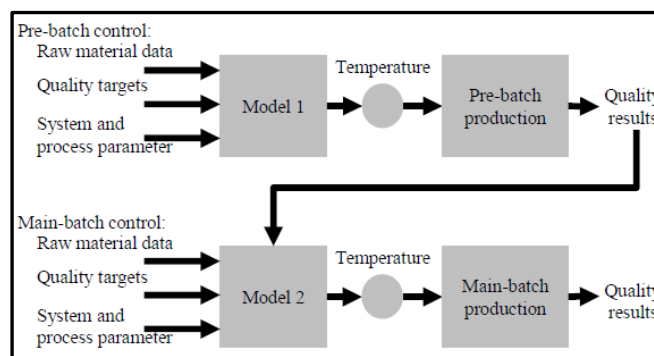 Pre-batch control:
Raw material data
Quality targets
System and
process parameter
Model 1
Temperature
Pre-batch
production
Quality
results
Main-batch control:
Raw material data
Quality targets
System and
process parameter
Model 2
Temperature
Main-batch
production
Quality
results